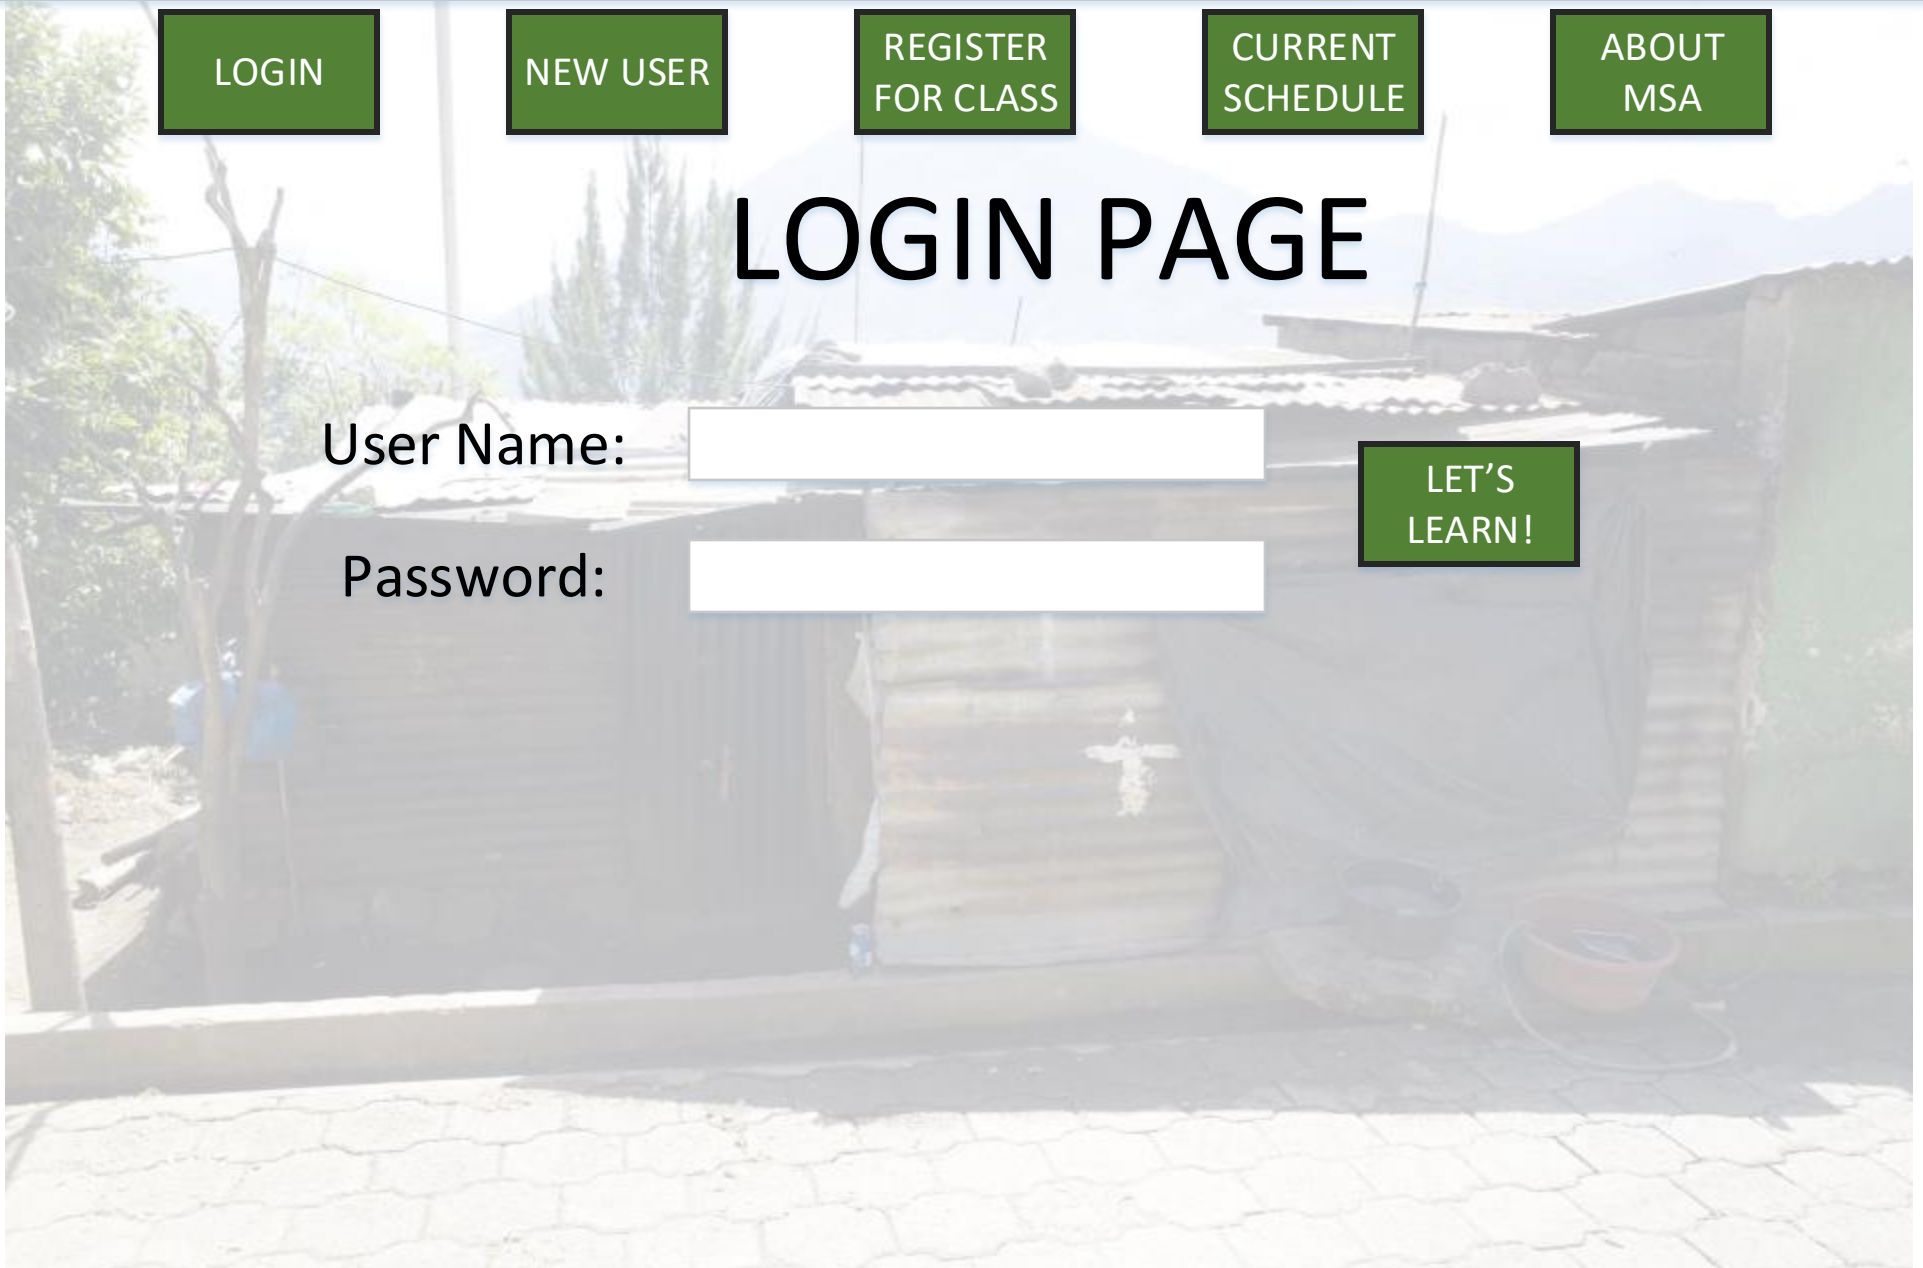 LOGIN
NEW USER
REGISTER
FOR CLASS
CURRENT
SCHEDULE
ABOUT
MSA
LOGIN PAGE
User Name:
LET’S
LEARN!
Password: